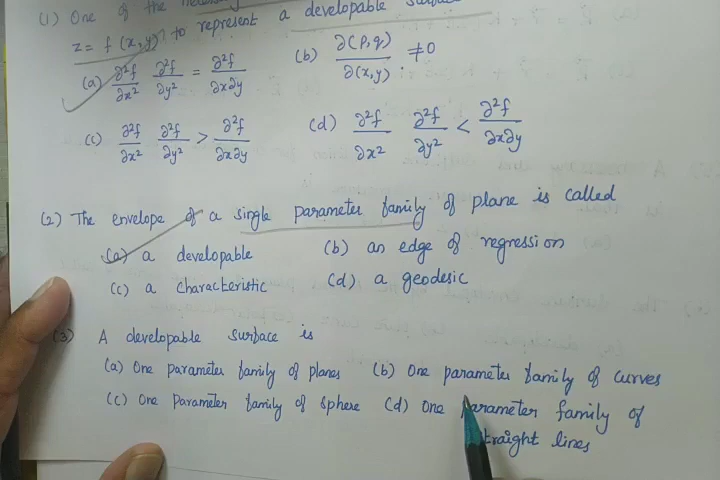 (1) One of the to represent a developable surface
z = f(x,y)
(a) ∂²f/∂x² ∂²f/∂y² = ∂²f/∂x∂y (b) ∂(p,q)/∂(x,y) ≠ 0
(c) ∂²f/∂x² ∂²f/∂y² > ∂²f/∂x∂y (d) ∂²f/∂x² ∂²f/∂y² < ∂²f/∂x∂y
(2) The envelope of a single parameter family of plane is called
(a) a developable (b) an edge of regression
(c) a characteristic (d) a geodesic
(3) A developable surface is
(a) One parameter family of planes (b) One parameter family of curves
(c) One parameter family of sphere (d) One parameter family of
straight lines